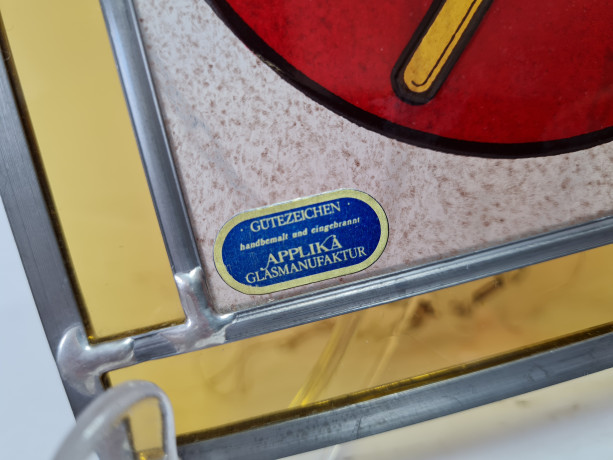 GÜTEZEICHEN
handbemalt und eingebrannt
APPLIKA
GLASMANUFAKTUR